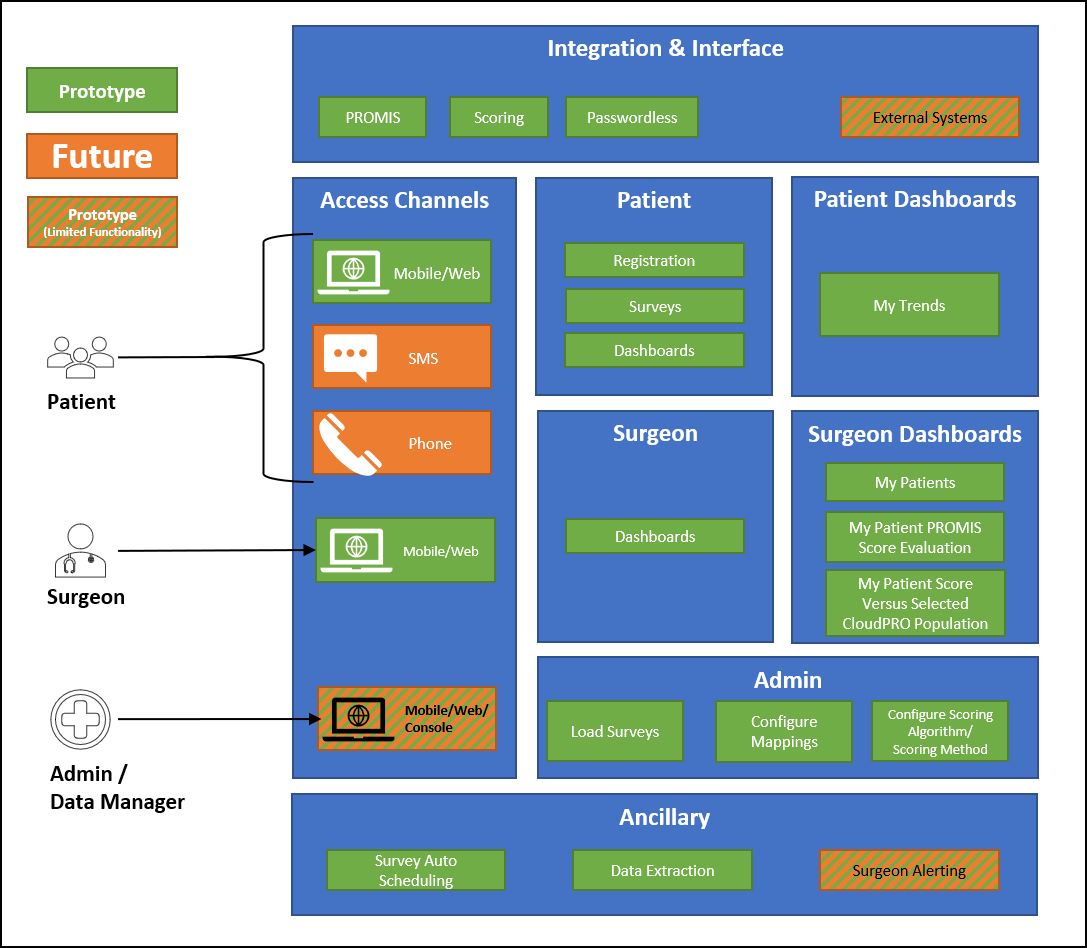 Prototype
Future
Prototype
(Limited Functionality)
Integration & Interface
PROMIS
Scoring
Passwordless
External Systems
Access Channels
Mobile/Web
SMS
Phone
Mobile/Web
Mobile/Web/
Console
Patient
Surgeon
Admin /
Data Manager
Patient
Registration
Surveys
Dashboards
Patient Dashboards
My Trends
Surgeon
Dashboards
Surgeon Dashboards
My Patients
My Patient PROMIS
Score Evaluation
My Patient Score
Versus Selected
CloudPRO Population
Admin
Load Surveys
Configure
Mappings
Configure Scoring
Algorithm/
Scoring Method
Ancillary
Survey Auto
Scheduling
Data Extraction
Surgeon Alerting